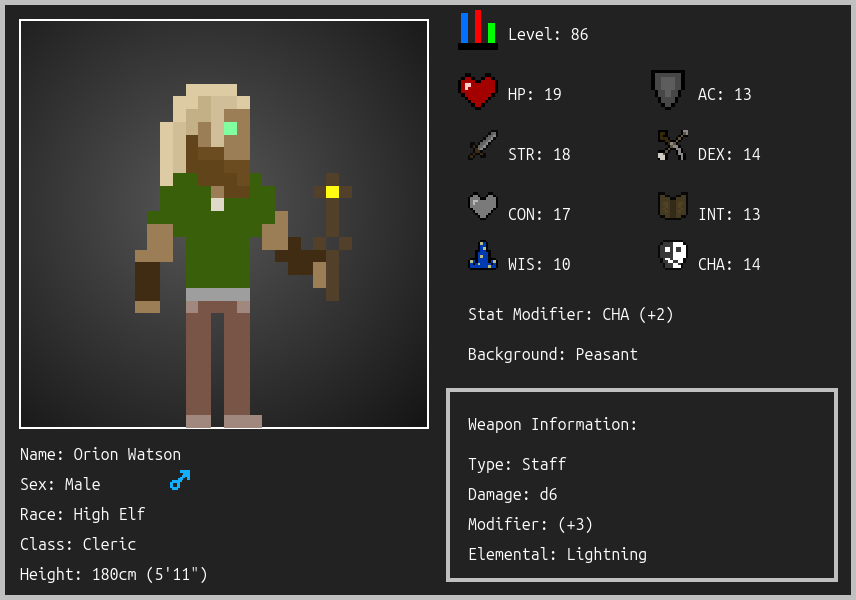 Level: 86
HP: 19
AC: 13
STR: 18
DEX: 14
CON: 17
INT: 13
WIS: 10
CHA: 14
Stat Modifier: CHA (+2)
Background: Peasant
Weapon Information:
Type: Staff
Damage: d6
Modifier: (+3)
Elemental: Lightning
Name: Orion Watson
Sex: Male
Race: High Elf
Class: Cleric
Height: 180cm (5'11")